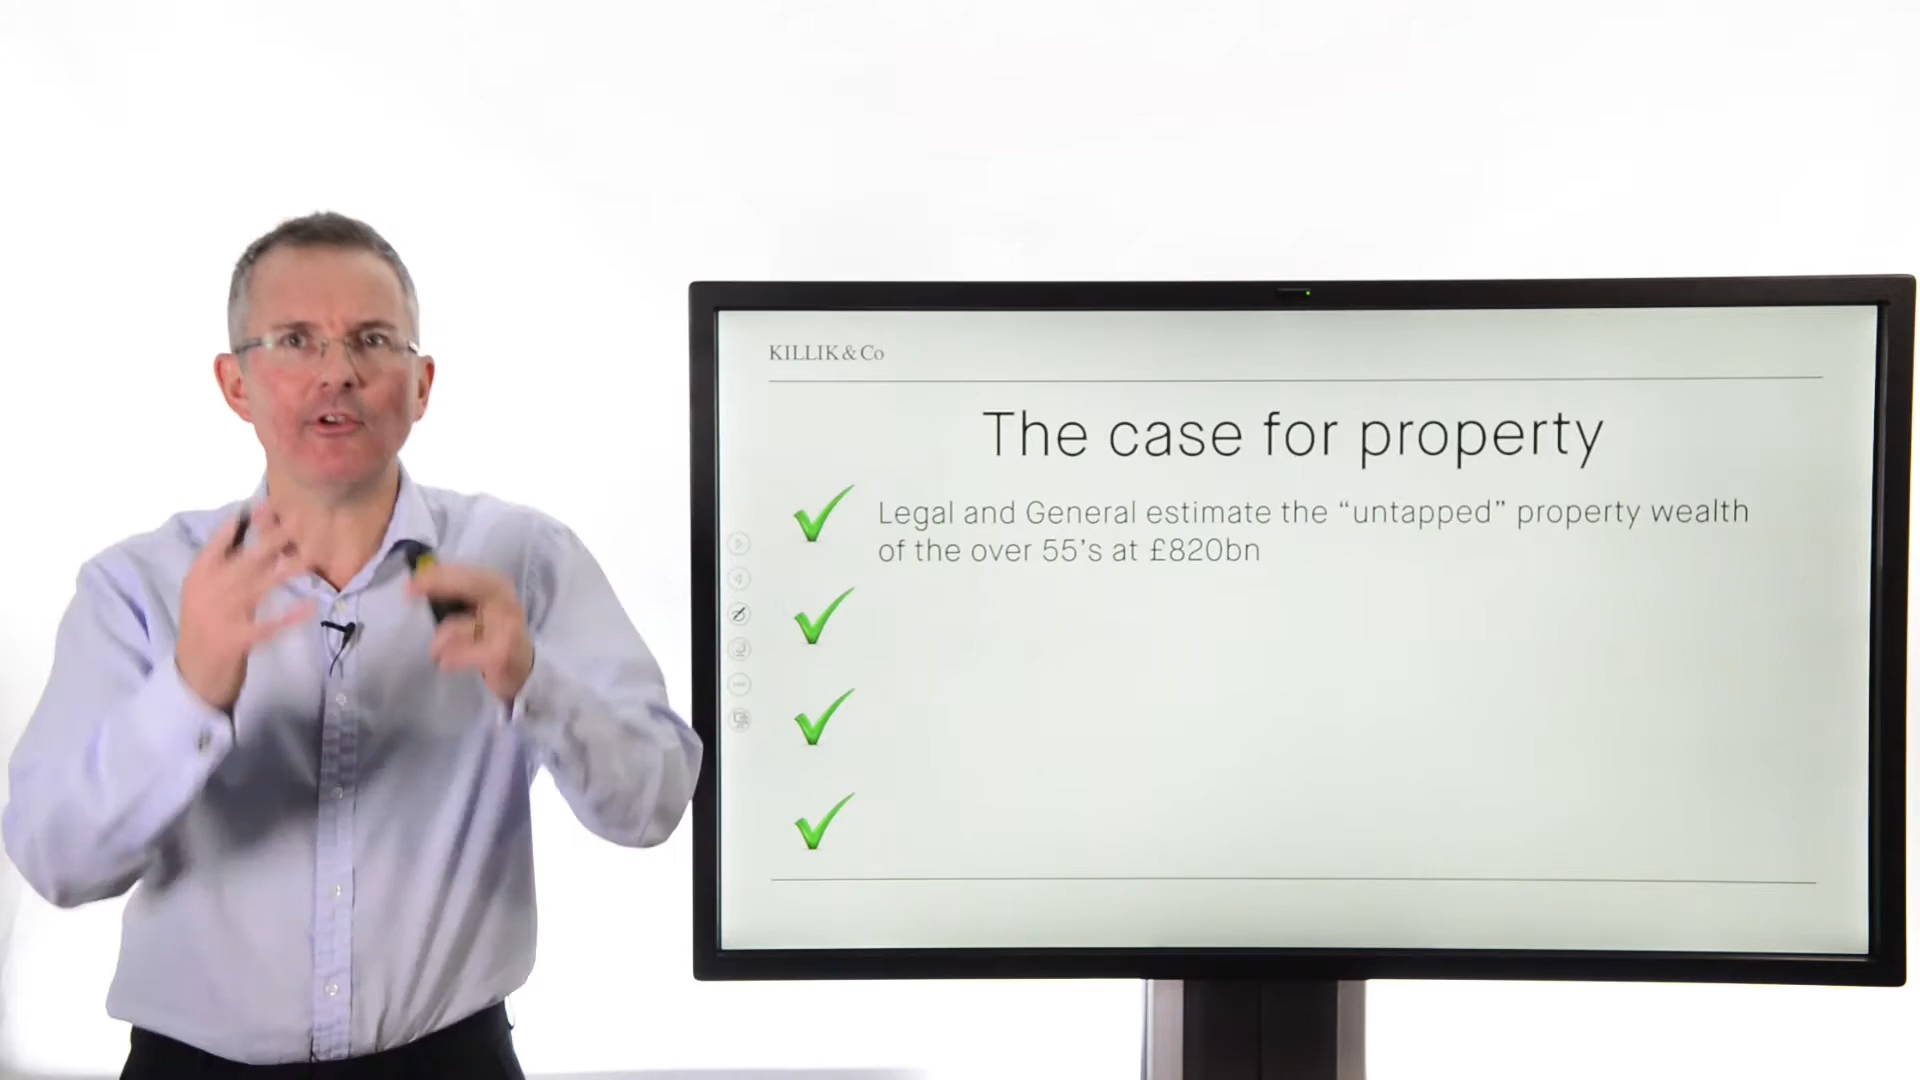 KILLIK & Co
The case for property
Legal and General estimate the “untapped” property wealth
of the over 55’s at £820bn